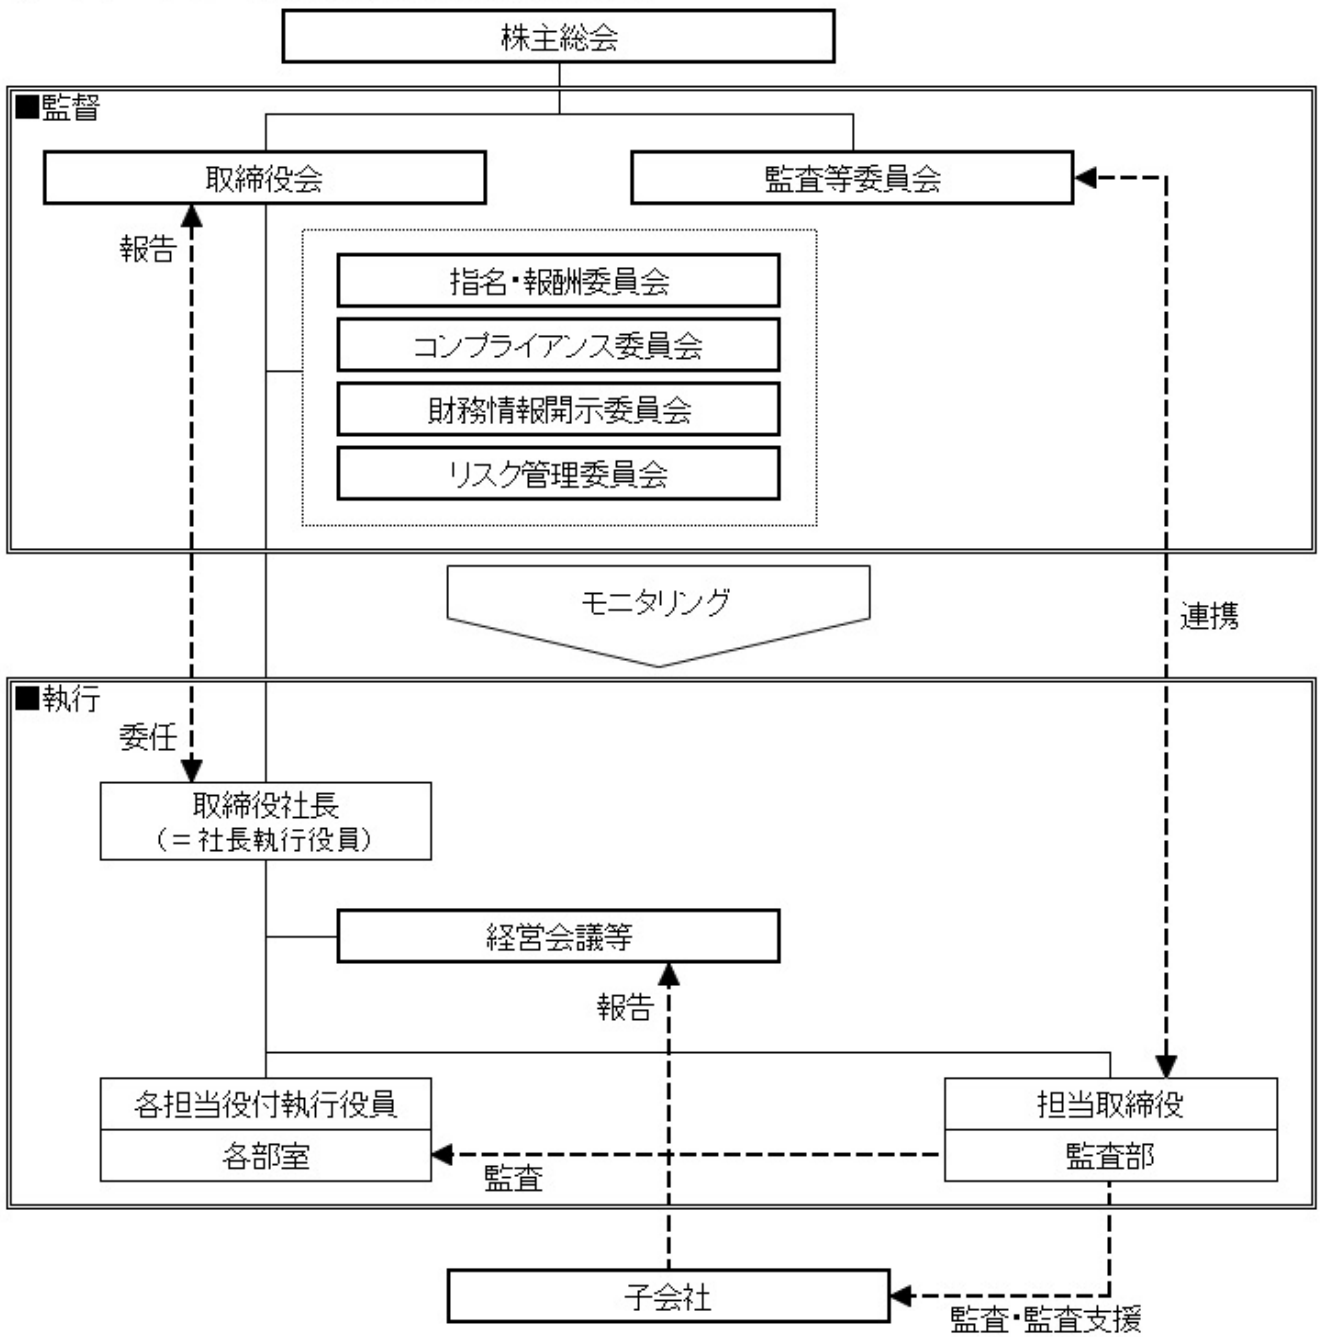 株主総会
■監督
取締役会
監査等委員会
報告
指名・報酬委員会
コンプライアンス委員会
財務情報開示委員会
リスク管理委員会
モニタリング
連携
■執行
委任
取締役社長
（＝社長執行役員）
経営会議等
報告
各担当役付執行役員
担当取締役
各部室
監査部
監査
子会社
監査・監査支援